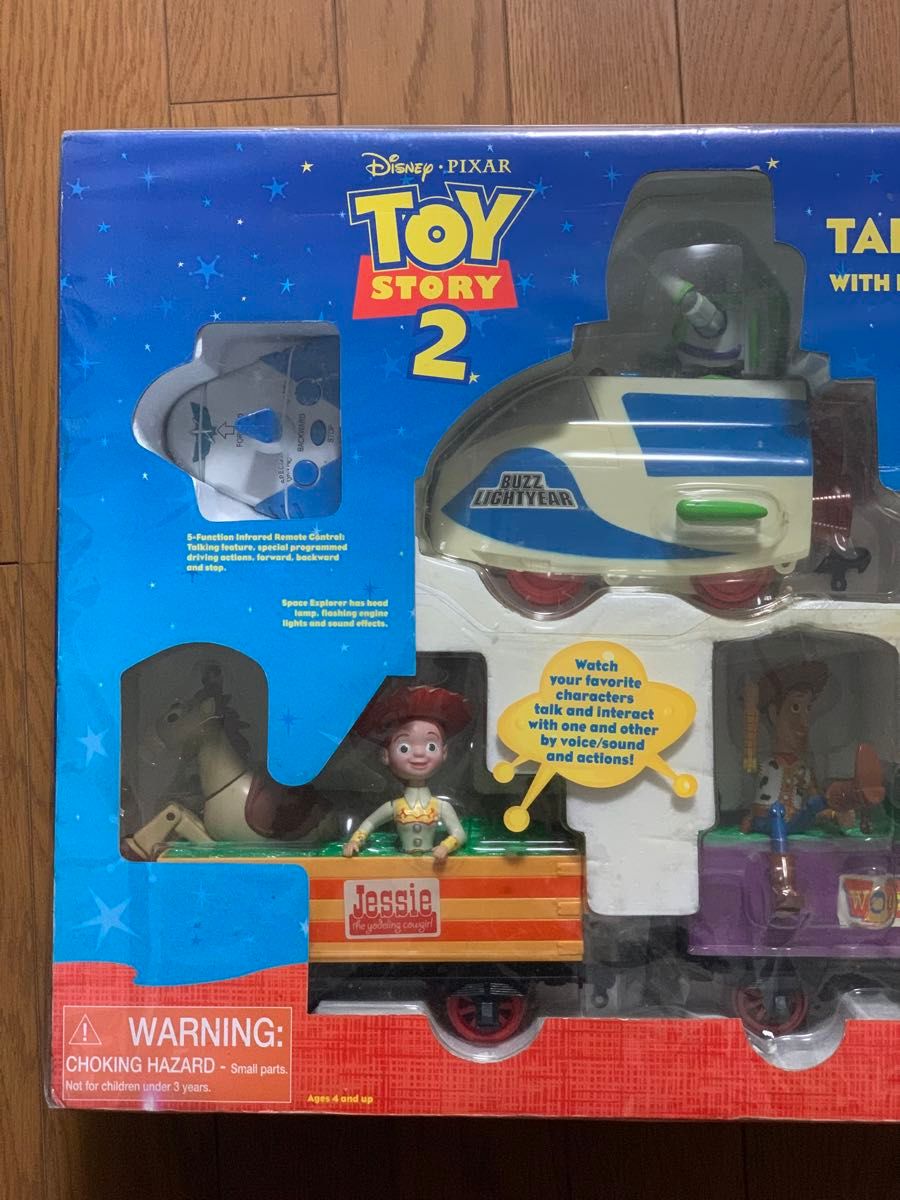 Disney · PIXAR
TOY
STORY
2
WITH
BUZZ
LIGHTYEAR
BACKWARD
STOP
5-Function Infrared Remote Control:
Talking feature, special programmed
driving actions, forward, backward
and stop.
Space Explorer has head
lamp, flashing engine
lights and sound effects.
Watch
your favorite
characters
talk and interact
with one and other
by voice/sound
and actions!
Jessie
the yodeling cowgirl
WARNING:
CHOKING HAZARD - Small parts.
Not for children under 3 years.
Ages 4 and up